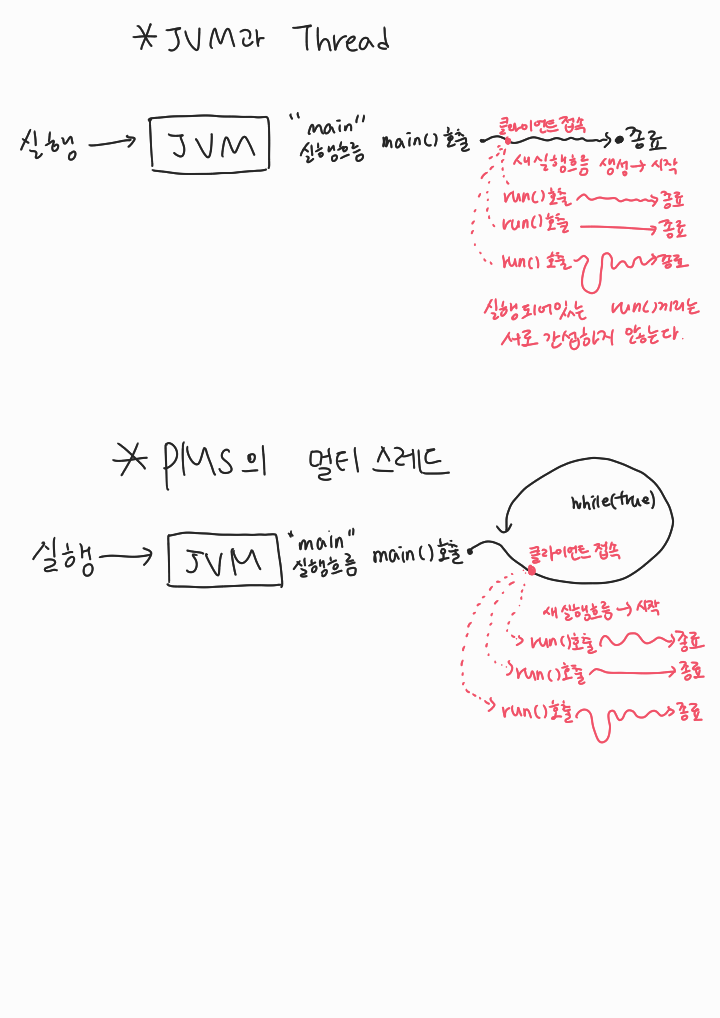 * JVM과 Thread
실행 → JVM "main" 실행흐름 main() 호출 클라이언트 접속 종료
새 실행흐름 생성 → 시작
run() 호출 종료
run() 호출 종료
run() 호출 종료
실행되어있는 run()끼리는
서로 간섭하지 않는다.
* PMS의 멀티 스레드
while(true)
실행 → JVM "main" 실행흐름 main() 호출 클라이언트 접속
새 실행흐름 → 시작
run() 호출 종료
run() 호출 종료
run() 호출 종료